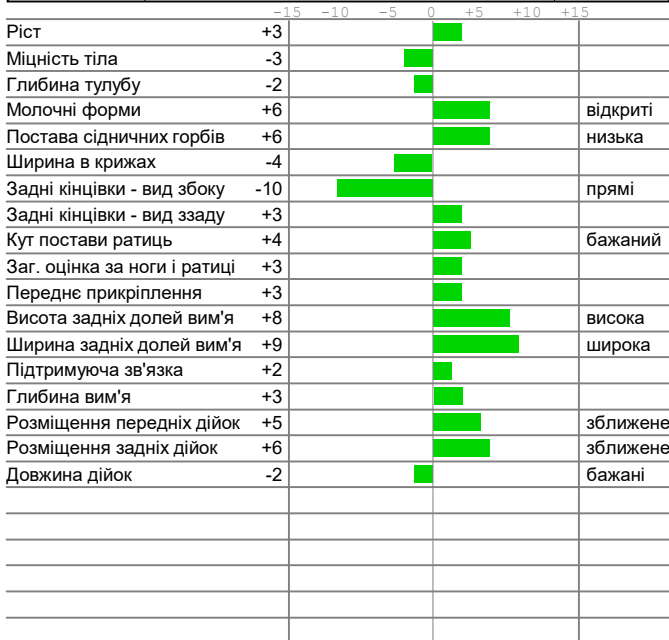 -15 -10 -5 0 +5 +10 +15
Ріст +3
Міцність тіла -3
Глибина тулубу -2
Молочні форми +6 відкриті
Постава сідничних горбів +6 низька
Ширина в крижах -4
Задні кінцівки - вид збоку -10 прямі
Задні кінцівки - вид ззаду +3
Кут постави ратиць +4 бажаний
Заг. оцінка за ноги і ратиці +3
Переднє прикріплення +3
Висота задніх долей вим'я +8 висока
Ширина задніх долей вим'я +9 широка
Підтримуюча зв'язка +2
Глибина вим'я +3
Розміщення передніх дійок +5 зближене
Розміщення задніх дійок +6 зближене
Довжина дійок -2 бажані